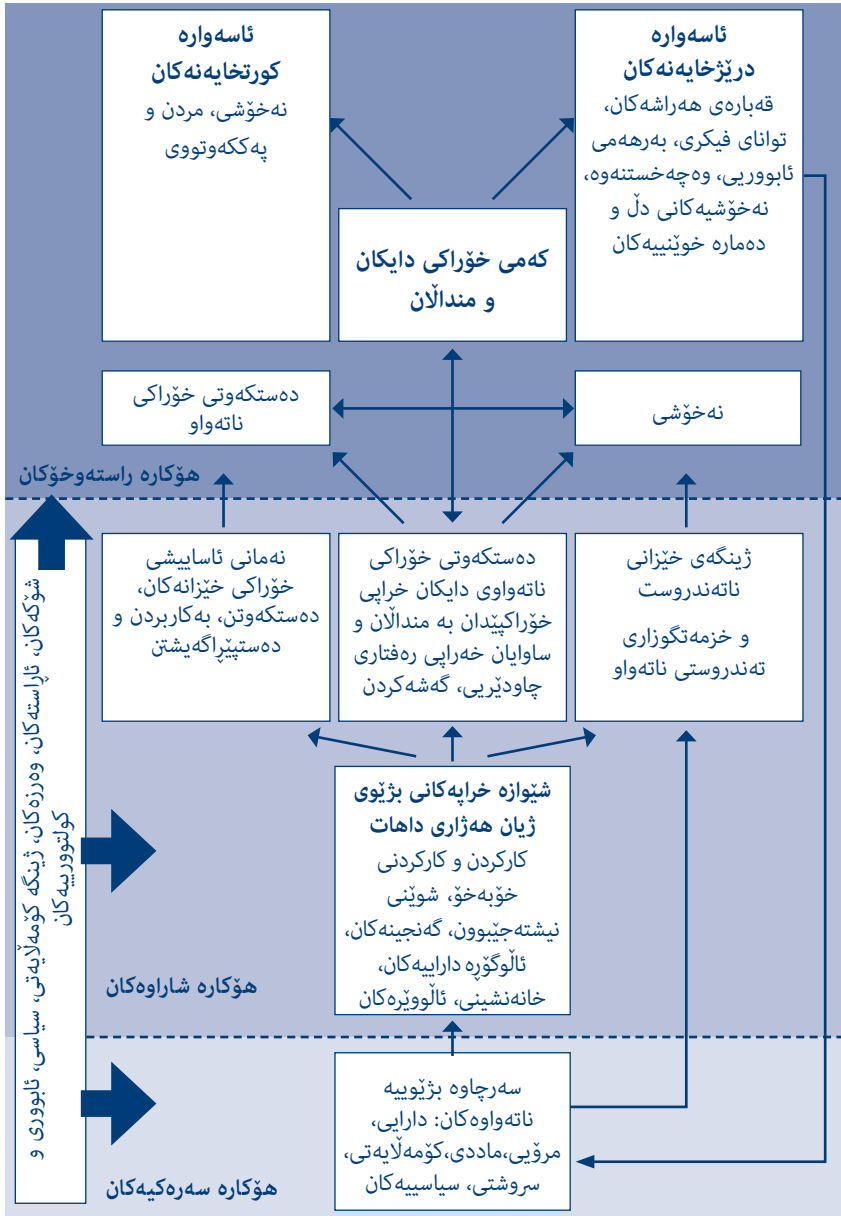 ئاسەوارە
درێژخایەنەکان
قەبارەی هەراشەکان،
توانای فیکری، بەرهەمی
ئابووریی، وەچەخستنەوە،
نەخۆشیەکانی دڵ و
دەمارە خوێنییەکان
ئاسەوارە
کورتخایەنەکان
نەخۆشی، مردن و
پەککەوتووی
کەمی خۆراکی دایکان
و منداڵان
نەخۆشی
دەستکەوتی خۆراکی
ناتەواو
هۆکارە راستەوخۆکان
ژینگەی خێزانی
ناتەندروست
و خزمەتگوزاری
تەندروستی ناتەواو
دەستکەوتی خۆراکی
ناتەواوی دایکان خراپی
خۆراکپێدان بە منداڵان و
ساوایان خەراپی رەفتاری
چاودێریی، گەشەکردن
نەمانی ئاساییشی
خۆراکی خێزانەکان،
دەستکەوتن، بەکاربردن و
دەستپێڕاگەیشتن
شێوازە خراپەکانی بژێوی
ژیان هەژاری داهات
کارکردن و کارکردنی
خۆبەخۆ، شوێنی
نیشتەجێبوون، گەنجینەکان،
ئاڵوگۆڕە داراییەکان،
خانەنشینی، ئاڵووێرەکان
هۆکارە شاراوەکان
سەرچاوە بژێوییە
ناتەواوەکان: دارایی،
مرۆیی،ماددی،کۆمەڵایەتی،
سروشتی، سیاسییەکان
هۆکارە سەرەکیەکان
شۆکەکان، ئاڕاستەکان، وەرزەکان، ژینگە کۆمەڵایەتی، سیاسی، ئابووری و
کولتوورییەکان